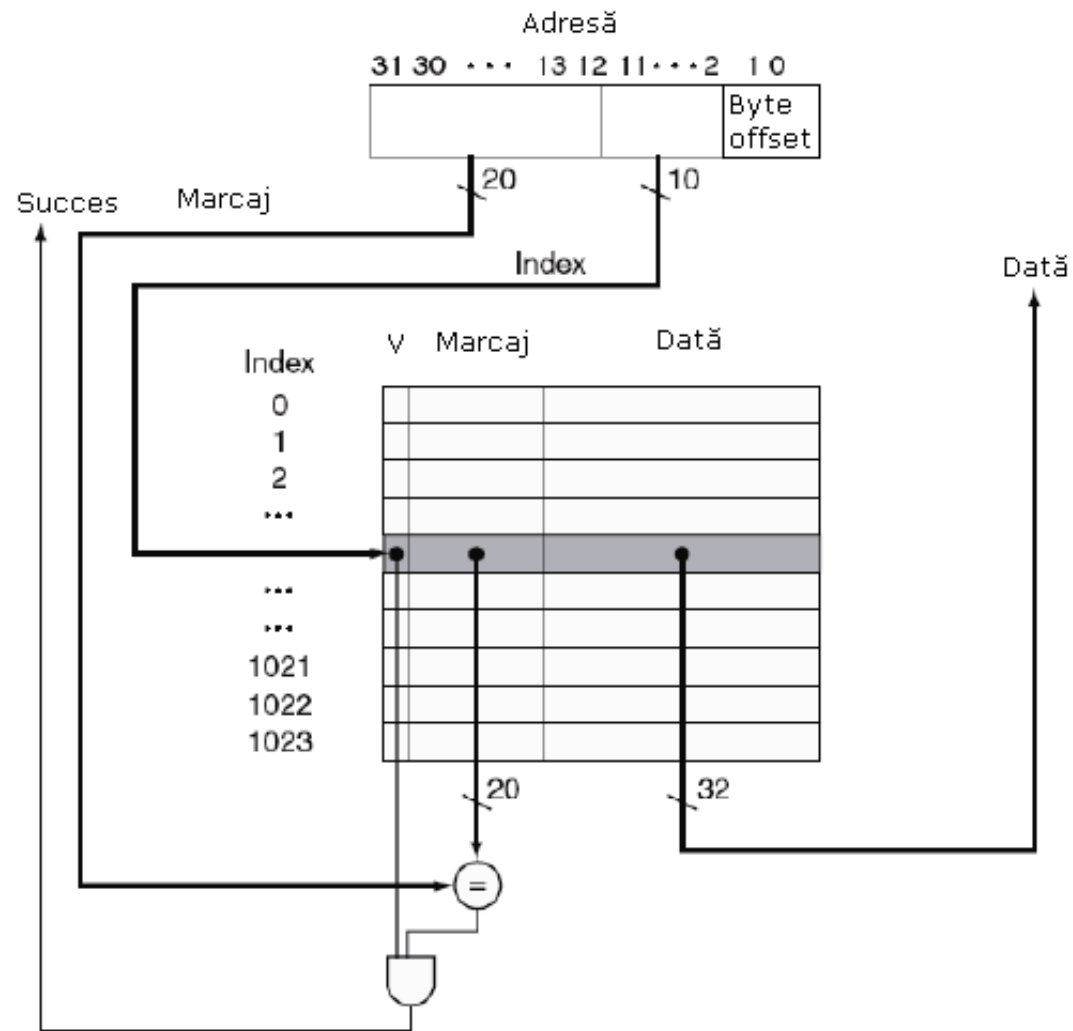 Adresă
31 30 ··· 13 12 11···2 1 0
Byte
offset
20 10
Succes Marcaj
Index
Dată
V Marcaj Dată
Index
0
1
2
...
...
...
1021
1022
1023
20 32
=